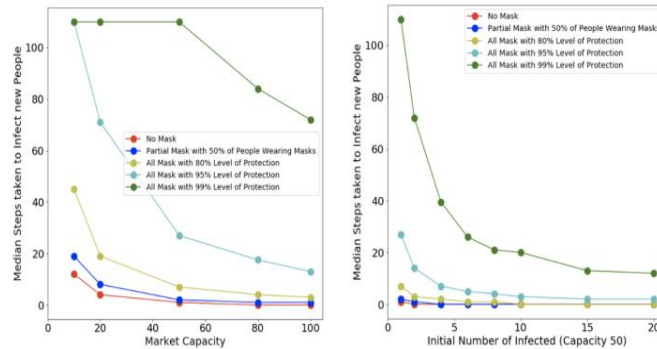 Median Steps taken to Infect new People
100
80
60
40
20
0
No Mask
Partial Mask with 50% of People Wearing Masks
All Mask with 80% Level of Protection
All Mask with 95% Level of Protection
All Mask with 99% Level of Protection
0
20
40
60
80
100
Market Capacity
Median Steps taken to Infect new People
100
80
60
40
20
0
No Mask
Partial Mask with 50% of People Wearing Masks
All Mask with 80% Level of Protection
All Mask with 95% Level of Protection
All Mask with 99% Level of Protection
0
5
10
15
20
Initial Number of Infected (Capacity 50)